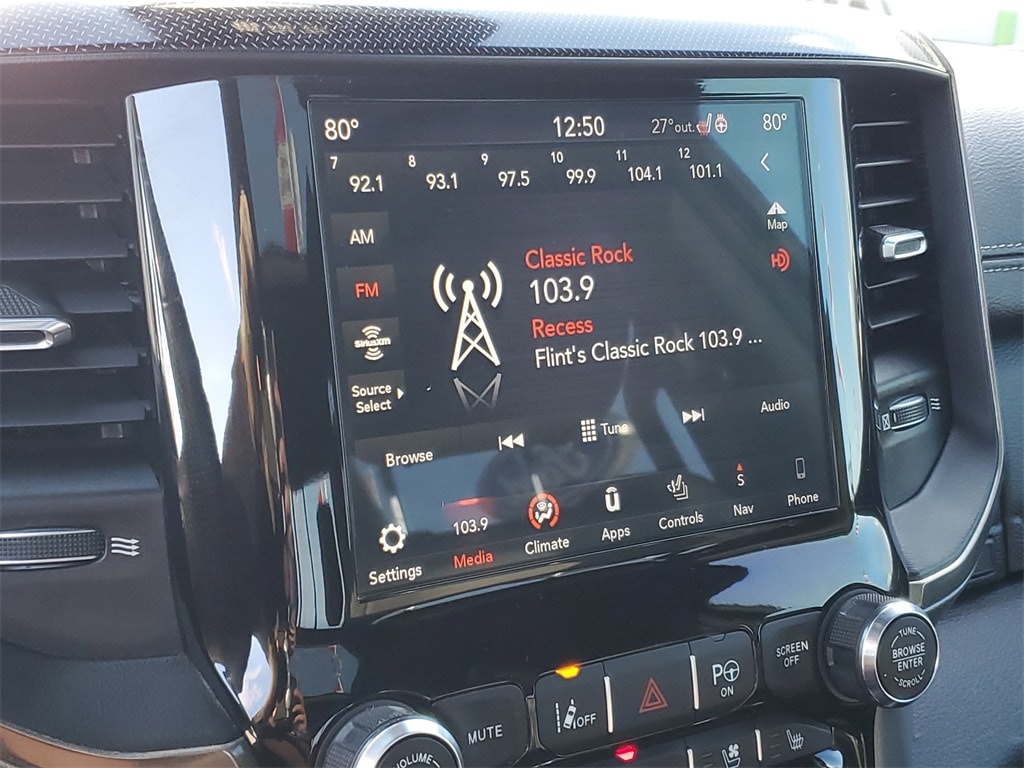 80° 12:50 27°out. 80°
7 8 9 10 11 12
92.1 93.1 97.5 99.9 104.1 101.1
AM
Map
Classic Rock
HD
FM
103.9
SiriusXM
Recess
Flint's Classic Rock 103.9 ...
Source
Select
Browse
Tune
Audio
Settings
103.9
Media
Climate
Apps
Controls
S
Nav
Phone
VOLUME
MUTE
OFF
P
ON
SCREEN
OFF
TUNE
BROWSE
ENTER
SCROLL